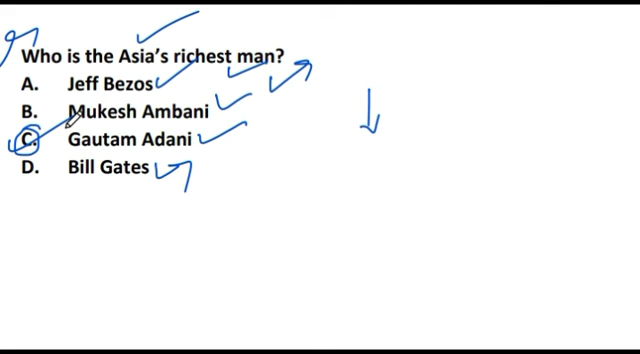 Who is the Asia's richest man?
A. Jeff Bezos
B. Mukesh Ambani
C. Gautam Adani
D. Bill Gates